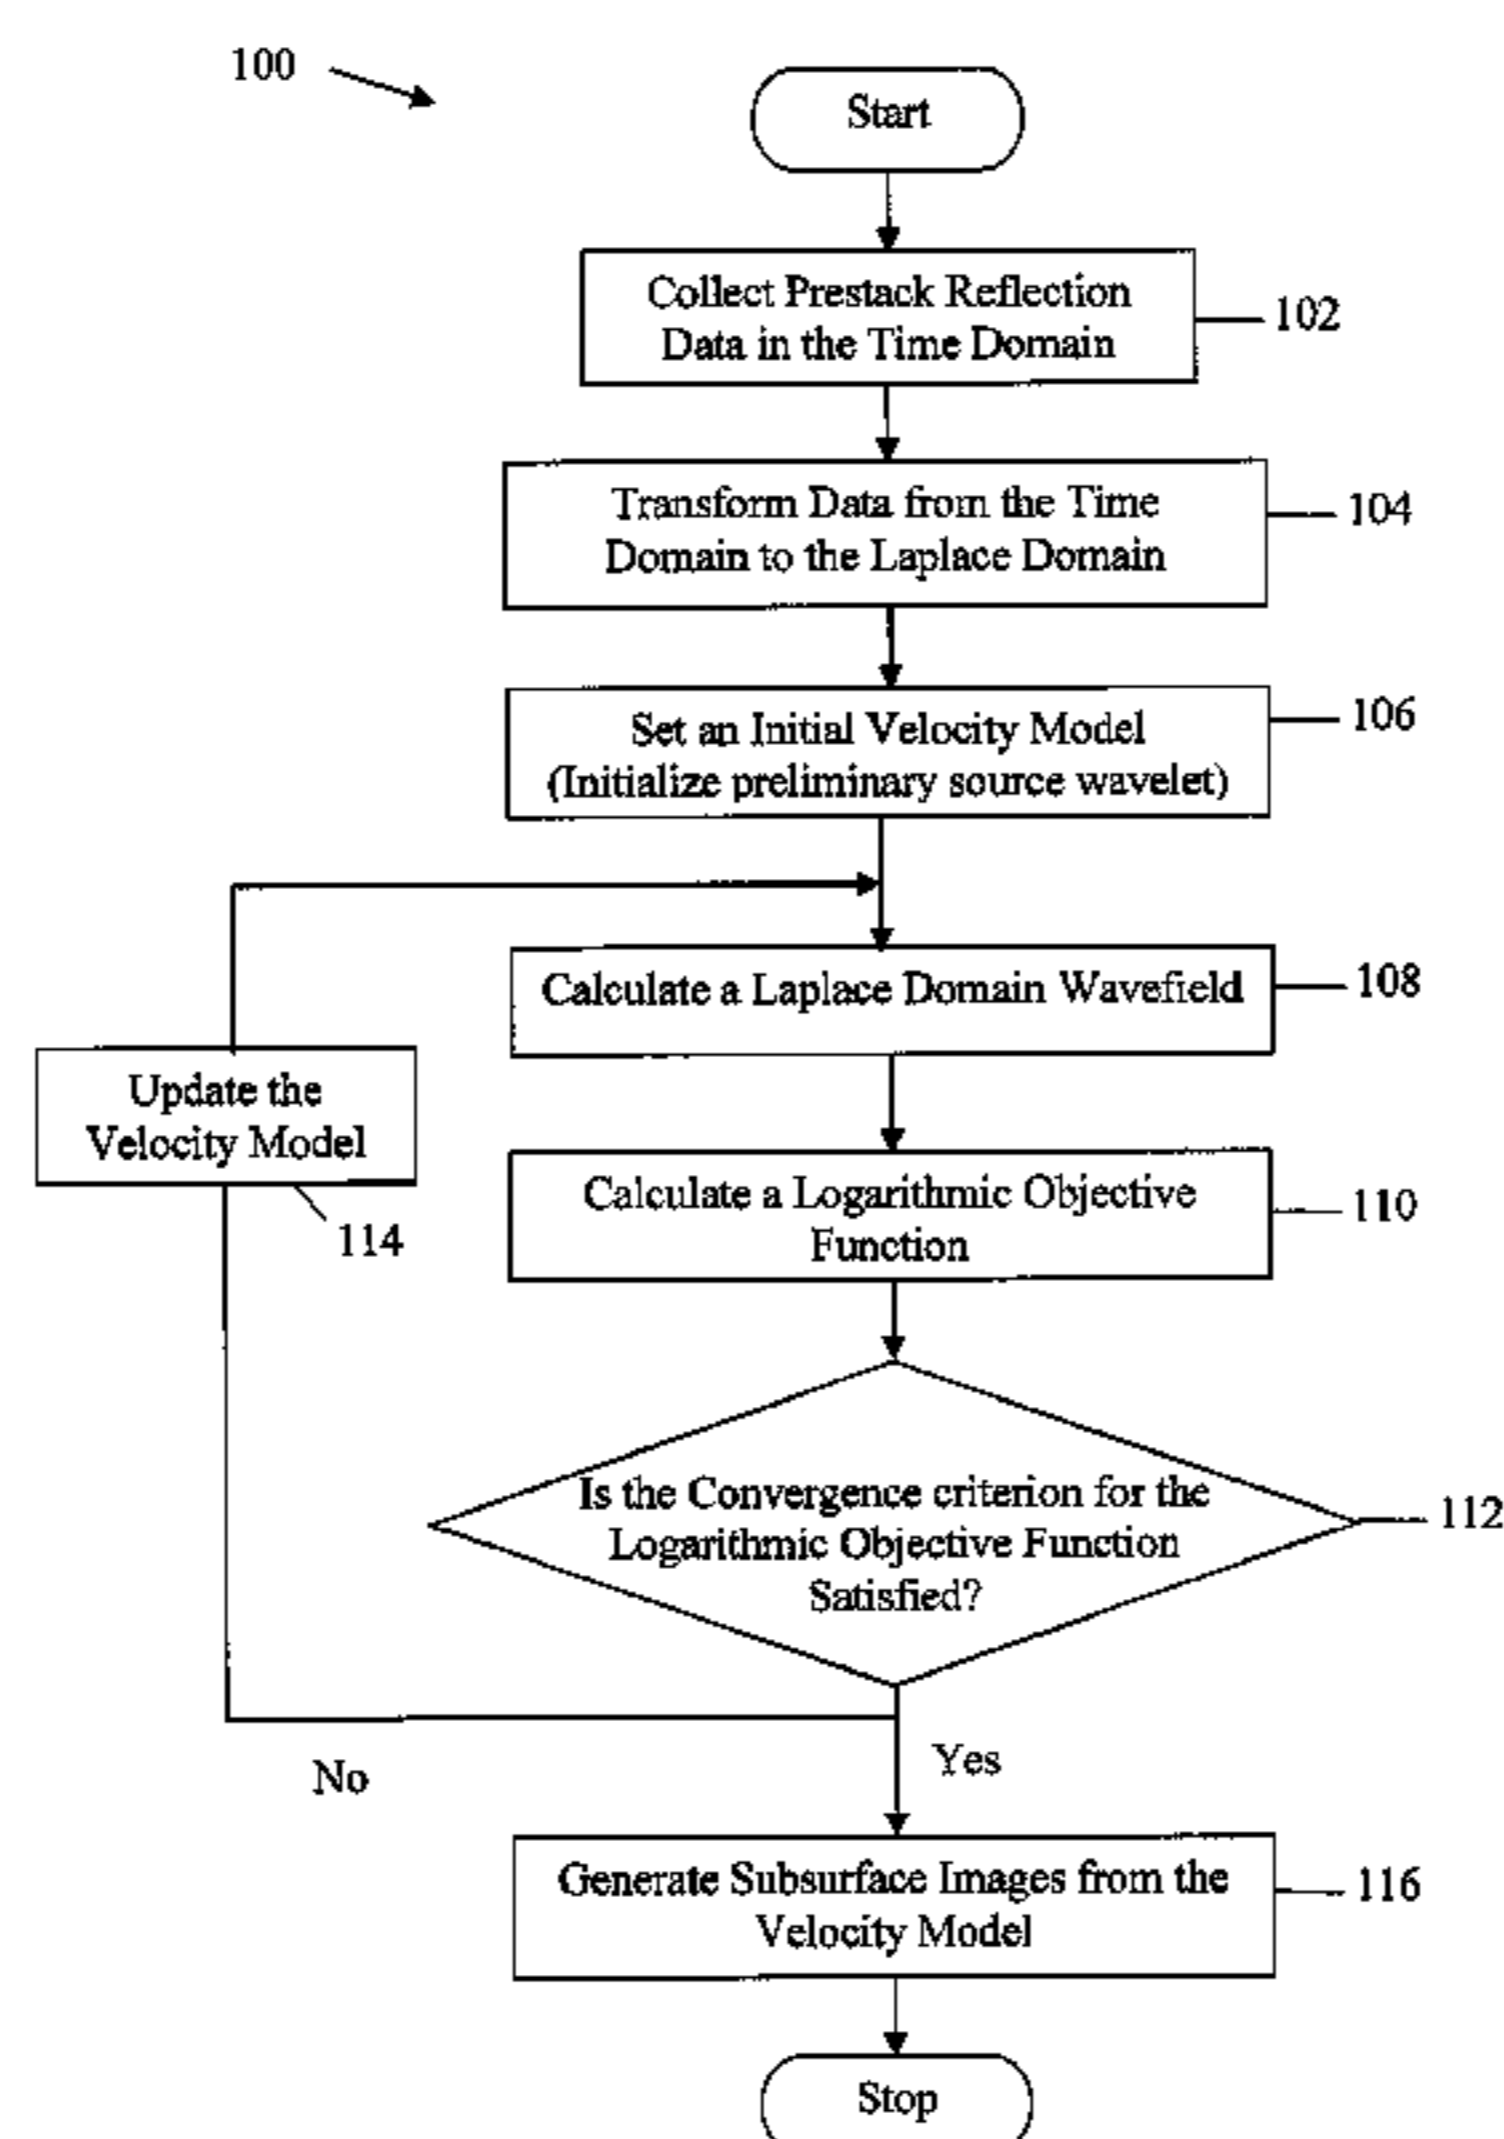 100
Start
Collect Prestack Reflection
Data in the Time Domain
102
Transform Data from the Time
Domain to the Laplace Domain
104
Set an Initial Velocity Model
(Initialize preliminary source wavelet)
106
Calculate a Laplace Domain Wavefield
108
Update the
Velocity Model
114
Calculate a Logarithmic Objective
Function
110
Is the Convergence criterion for the
Logarithmic Objective Function
Satisfied?
112
No
Yes
Generate Subsurface Images from the
Velocity Model
116
Stop